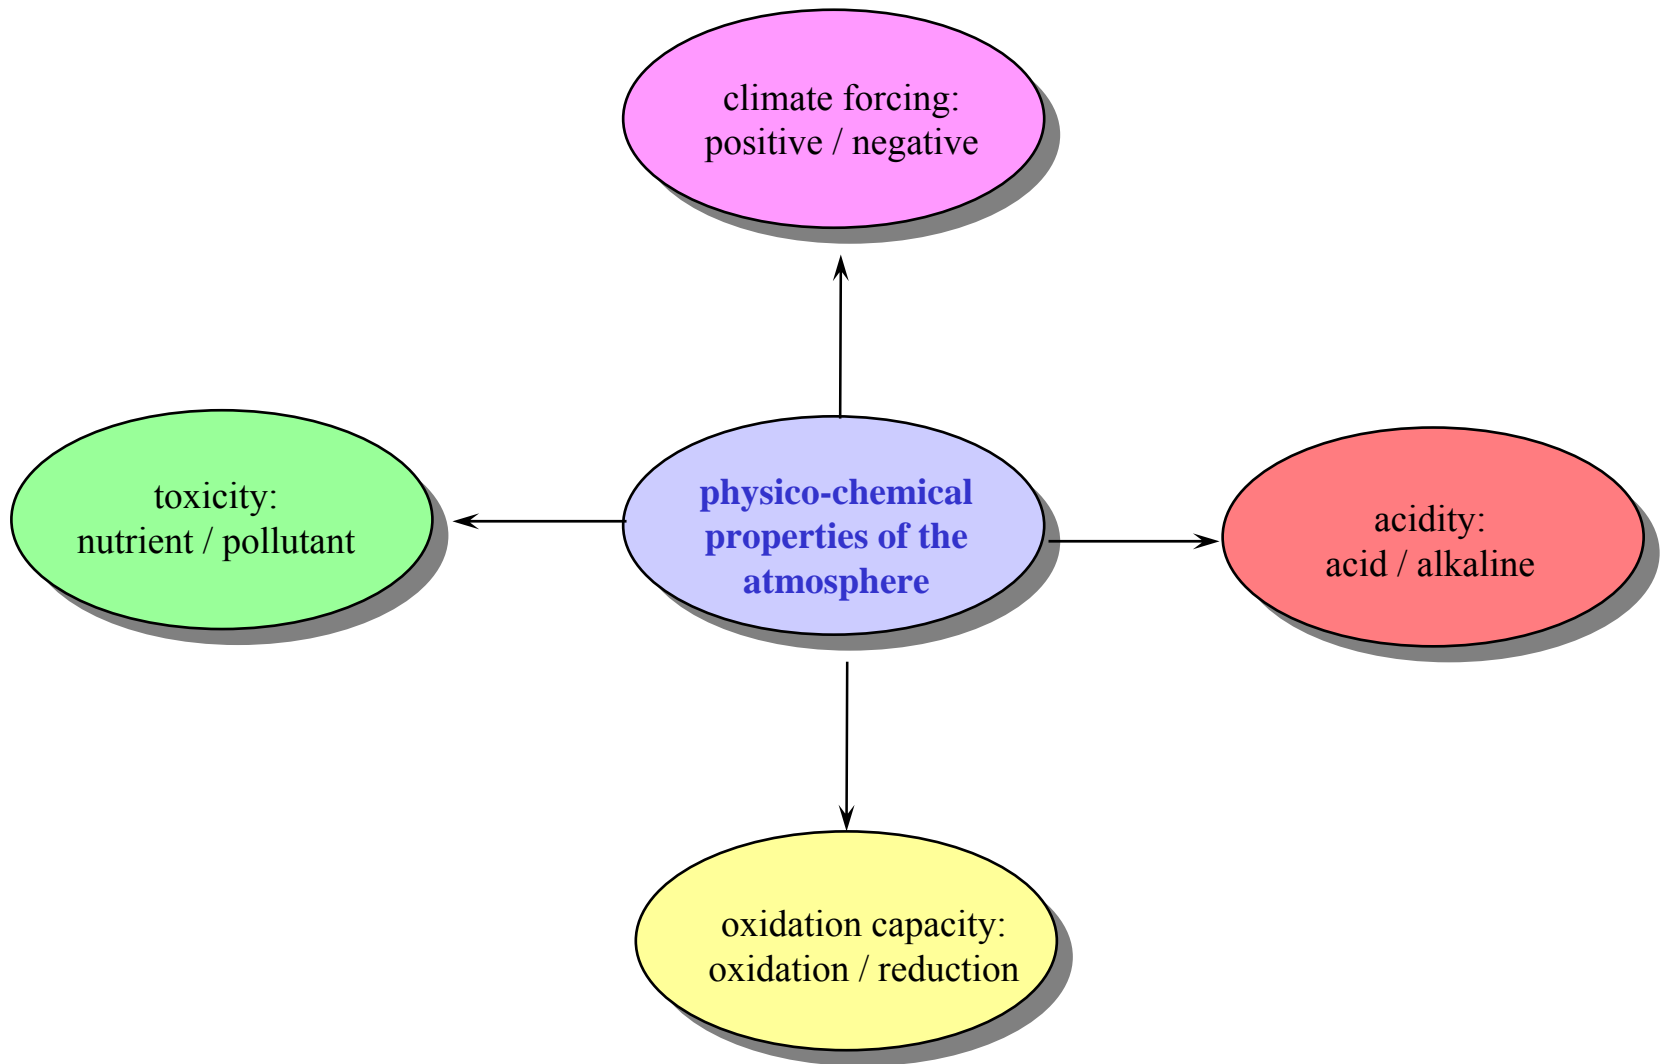 climate forcing:
positive / negative
toxicity:
nutrient / pollutant
physico-chemical
properties of the
atmosphere
acidity:
acid / alkaline
oxidation capacity:
oxidation / reduction